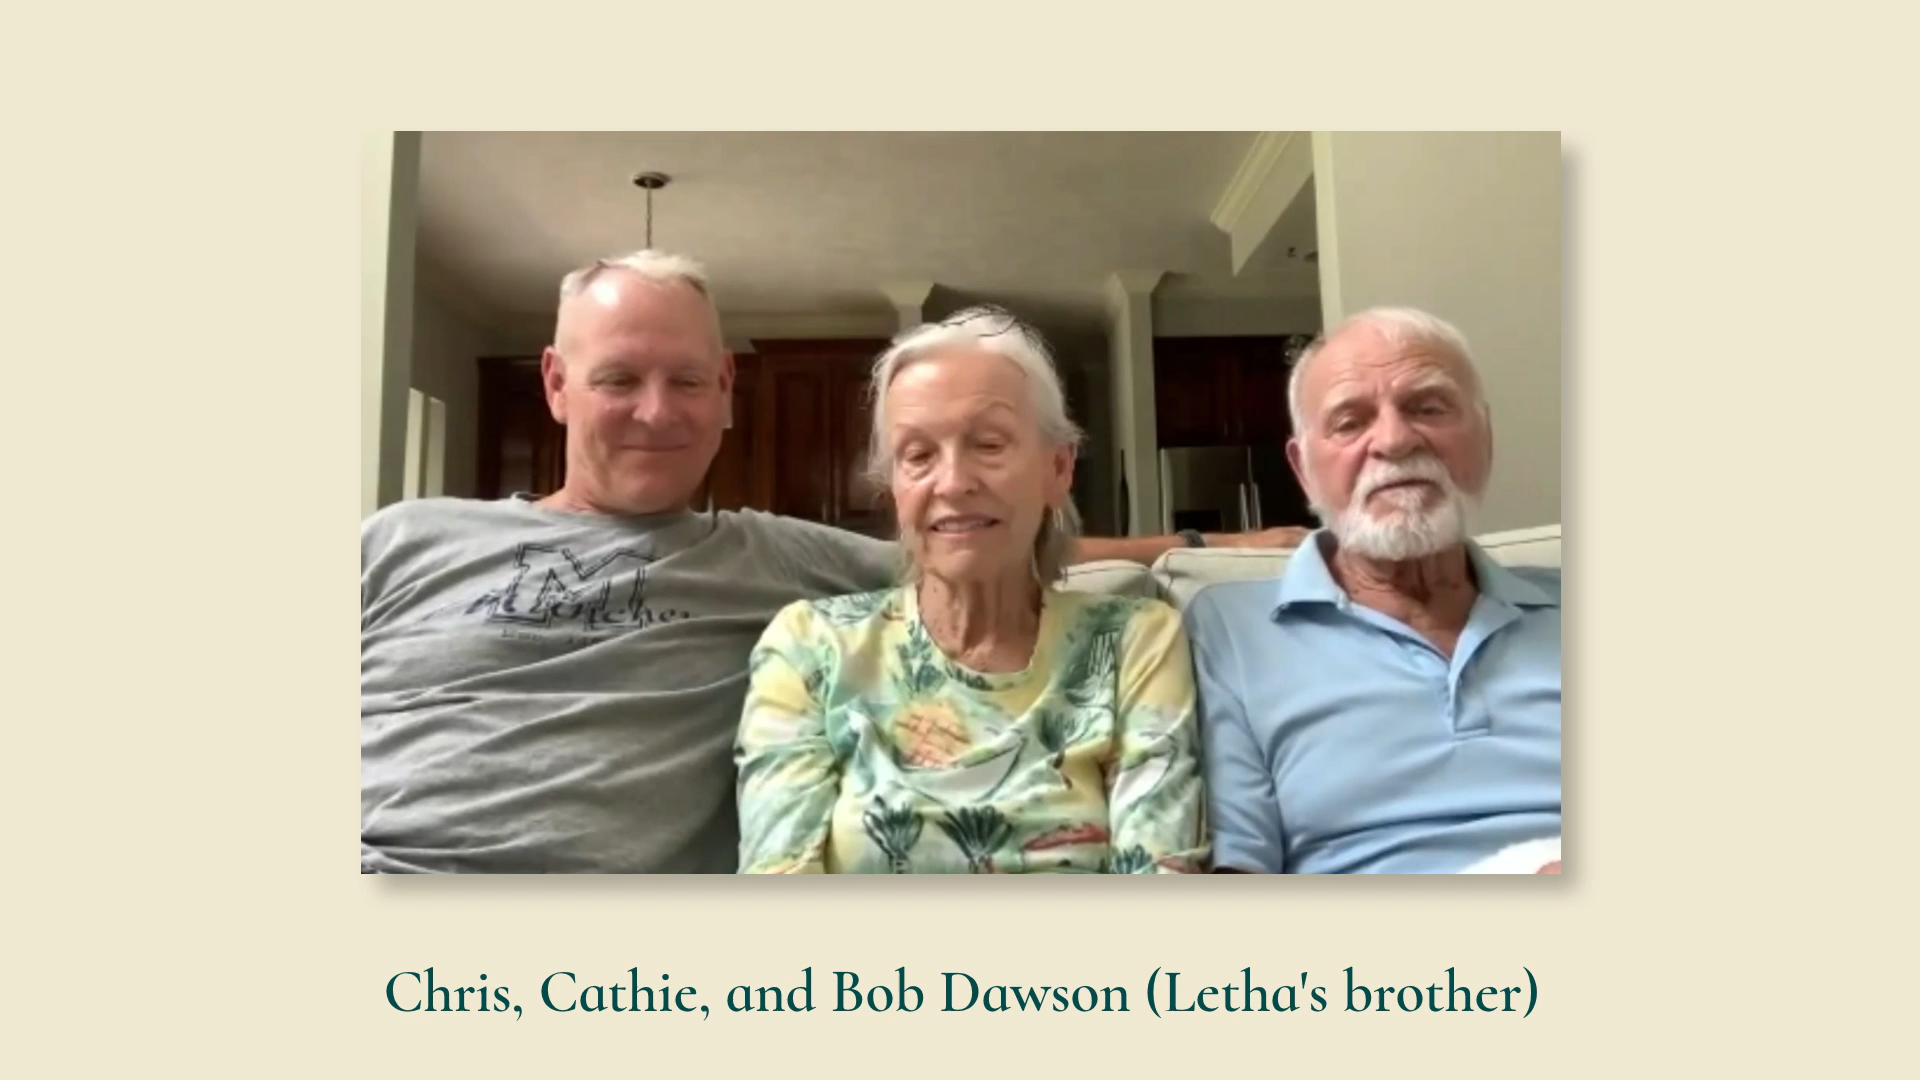 M
Chris, Cathie, and Bob Dawson (Letha's brother)